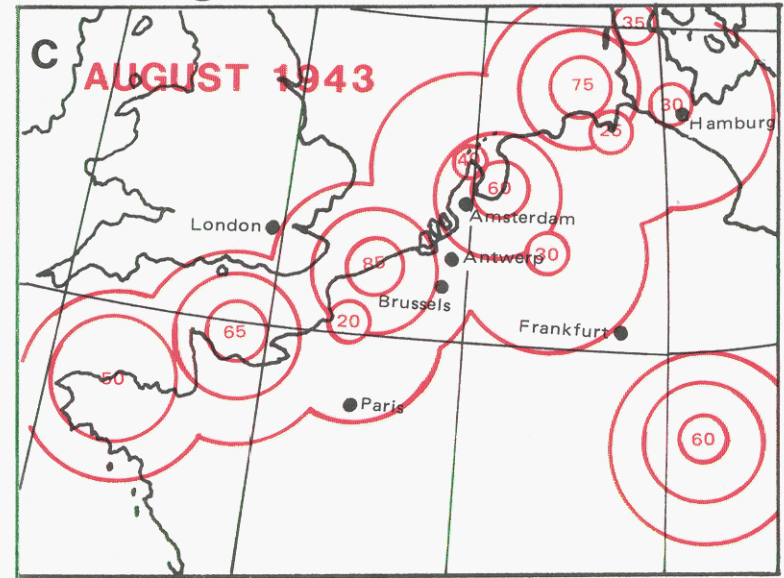 C
AUGUST 1943
35
75
30
Hamburg
25
40
60
Amsterdam
London
85
Antwerp
30
Brussels
20
65
Frankfurt
50
Paris
60